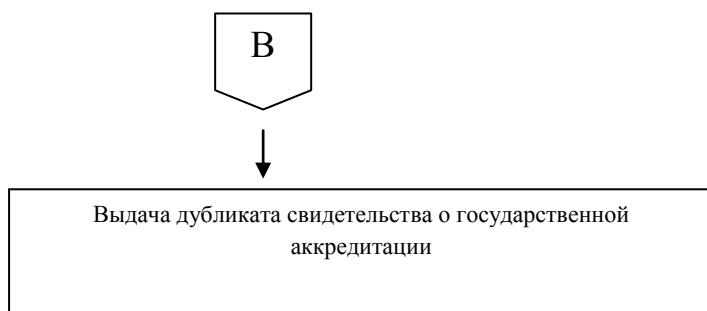 В
Выдача дубликата свидетельства о государственной
аккредитации